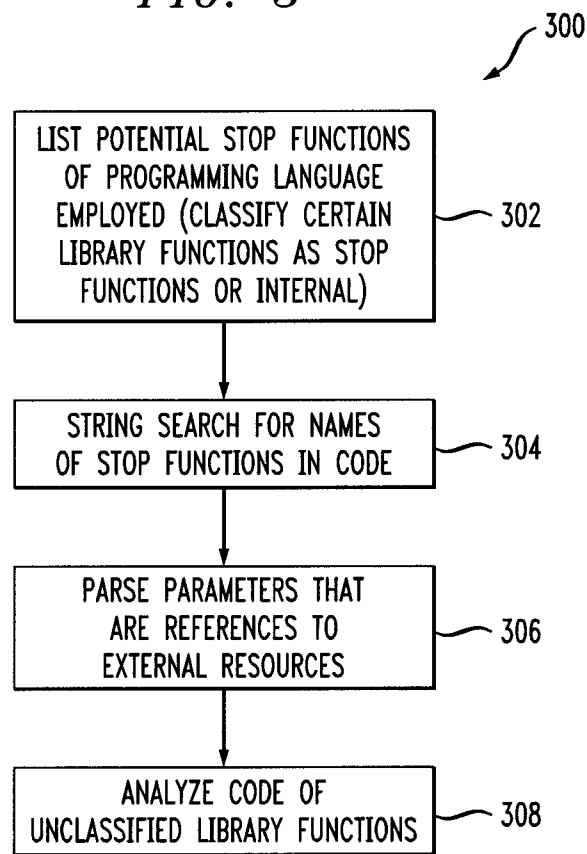 FIG. 3
300
LIST POTENTIAL STOP FUNCTIONS
OF PROGRAMMING LANGUAGE
EMPLOYED (CLASSIFY CERTAIN
LIBRARY FUNCTIONS AS STOP
FUNCTIONS OR INTERNAL)
302
STRING SEARCH FOR NAMES
OF STOP FUNCTIONS IN CODE
304
PARSE PARAMETERS THAT
ARE REFERENCES TO
EXTERNAL RESOURCES
306
ANALYZE CODE OF
UNCLASSIFIED LIBRARY FUNCTIONS
308